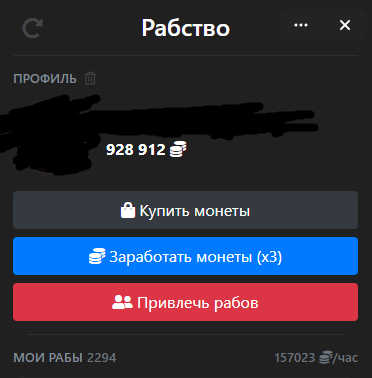 Рабство
ПРОФИЛЬ
928 912
Купить монеты
Заработать монеты (x3)
Привлечь рабов
МОИ РАБЫ 2294 157023 /час